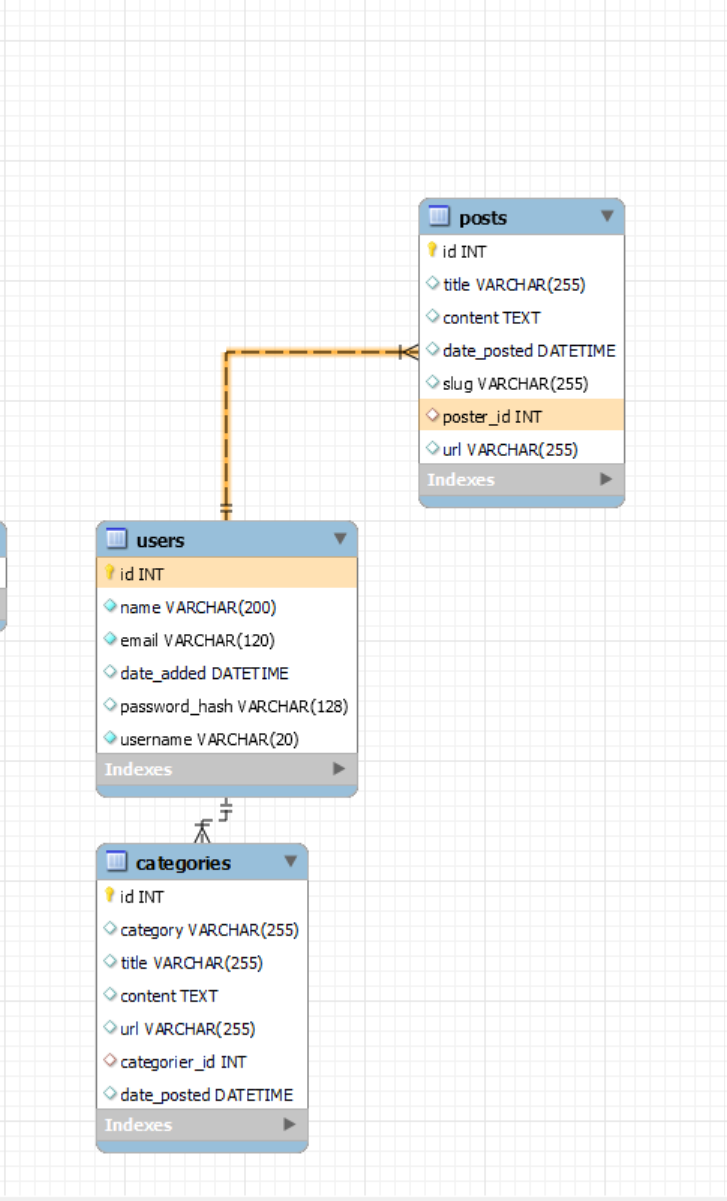 posts
id INT
title VARCHAR(255)
content TEXT
date_posted DATETIME
slug VARCHAR(255)
poster_id INT
url VARCHAR(255)
Indexes
users
id INT
name VARCHAR(200)
email VARCHAR(120)
date_added DATETIME
password_hash VARCHAR(128)
username VARCHAR(20)
Indexes
categories
id INT
category VARCHAR(255)
title VARCHAR(255)
content TEXT
url VARCHAR(255)
categorier_id INT
date_posted DATETIME
Indexes